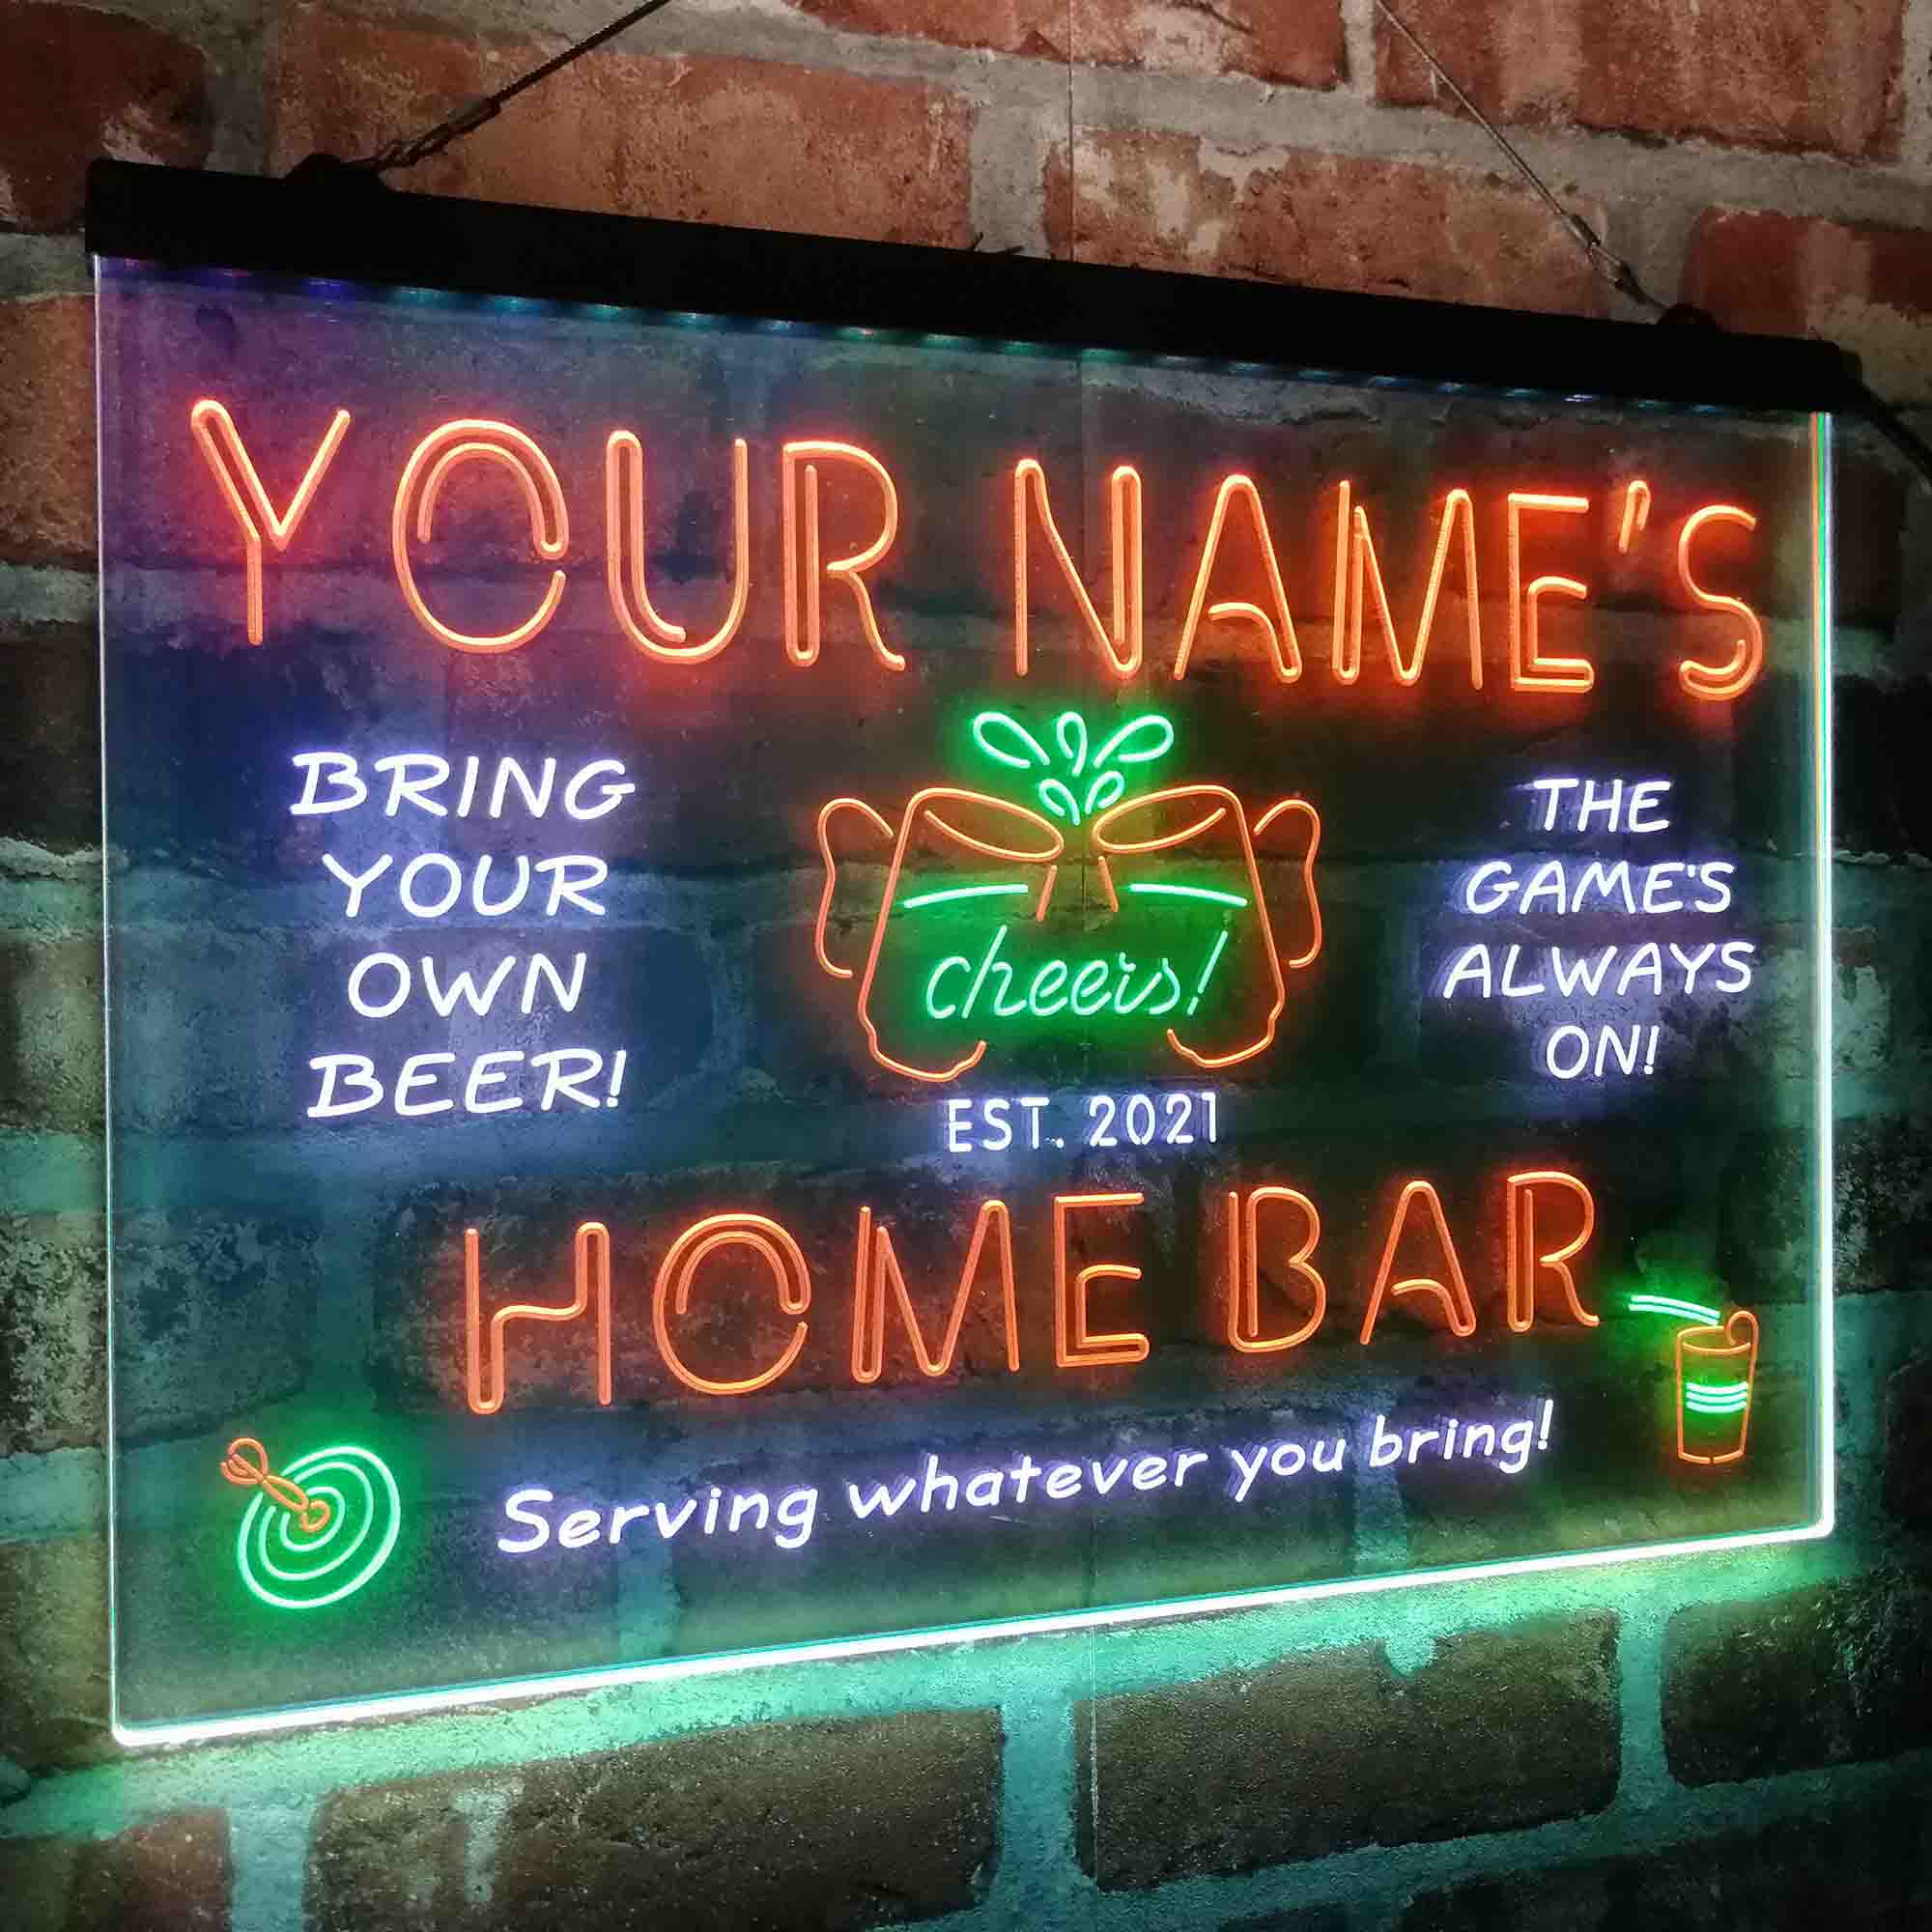 YOUR NAME'S
BRING
YOUR
OWN
BEER!
cheers!
EST. 2021
THE
GAME'S
ALWAYS
ON!
HOME BAR
Serving whatever you bring!